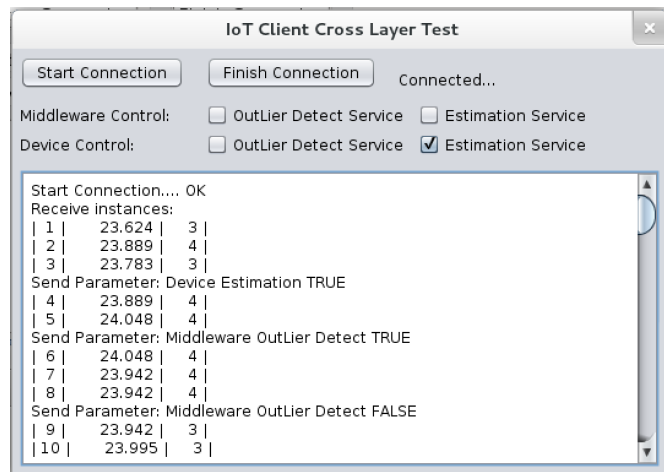 IoT Client Cross Layer Test
x
Start Connection Finish Connection Connected...
Middleware Control: OutLier Detect Service Estimation Service
Device Control: OutLier Detect Service Estimation Service
Start Connection.... OK
Receive instances:
| 1 | 23.624 | 3 |
| 2 | 23.889 | 4 |
| 3 | 23.783 | 3 |
Send Parameter: Device Estimation TRUE
| 4 | 23.889 | 4 |
| 5 | 24.048 | 4 |
Send Parameter: Middleware OutLier Detect TRUE
| 6 | 24.048 | 4 |
| 7 | 23.942 | 4 |
| 8 | 23.942 | 4 |
Send Parameter: Middleware OutLier Detect FALSE
| 9 | 23.942 | 3 |
|10 | 23.995 | 3 |